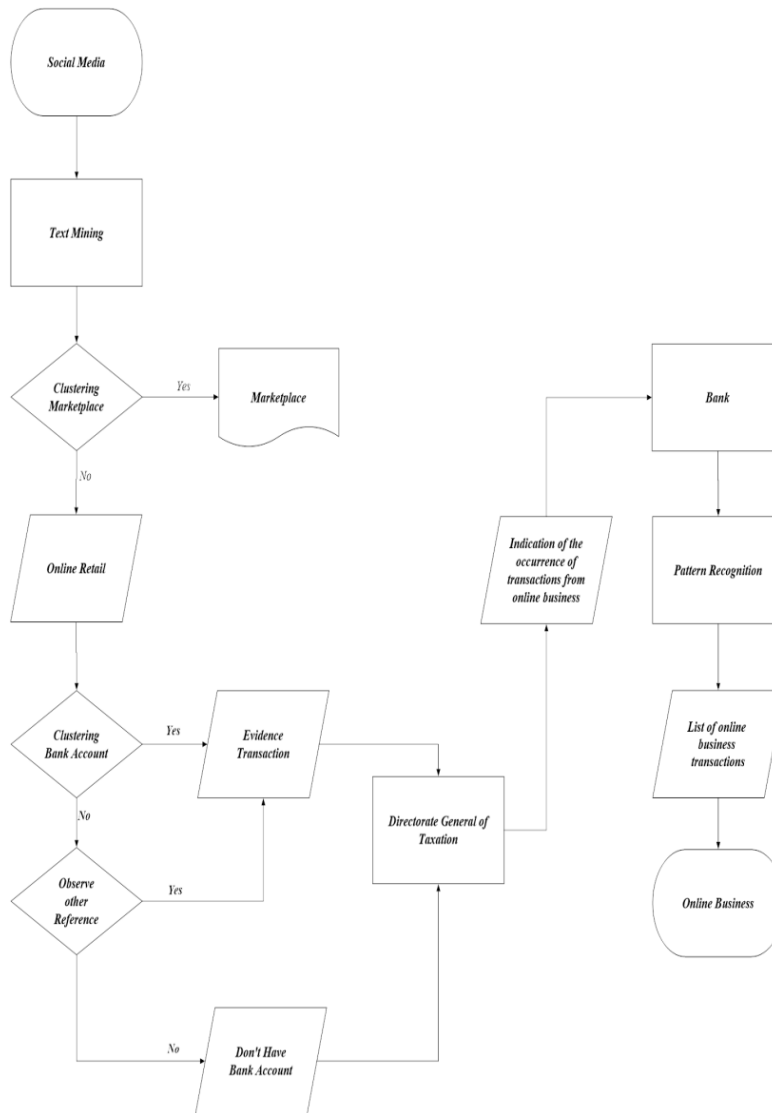 Social Media
Text Mining
Clustering
Marketplace
Yes
Marketplace
No
Online Retail
Clustering
Bank Account
Yes
Evidence
Transaction
No
Observe
other
Reference
Yes
No
Don't Have
Bank Account
Directorate General of
Taxation
Indication of the
occurrence of
transactions from
online business
Bank
Pattern Recognition
List of online
business
transactions
Online Business